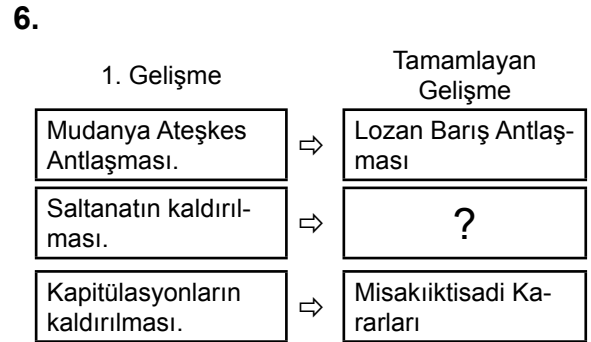 6.
1. Gelişme
Tamamlayan
Gelişme
Mudanya Ateşkes
Antlaşması.
⇨
Lozan Barış Antlaş-
ması
Saltanatın kaldırıl-
ması.
⇨
?
Kapitülasyonların
kaldırılması.
⇨
Misakıiktisadi Ka-
rarları